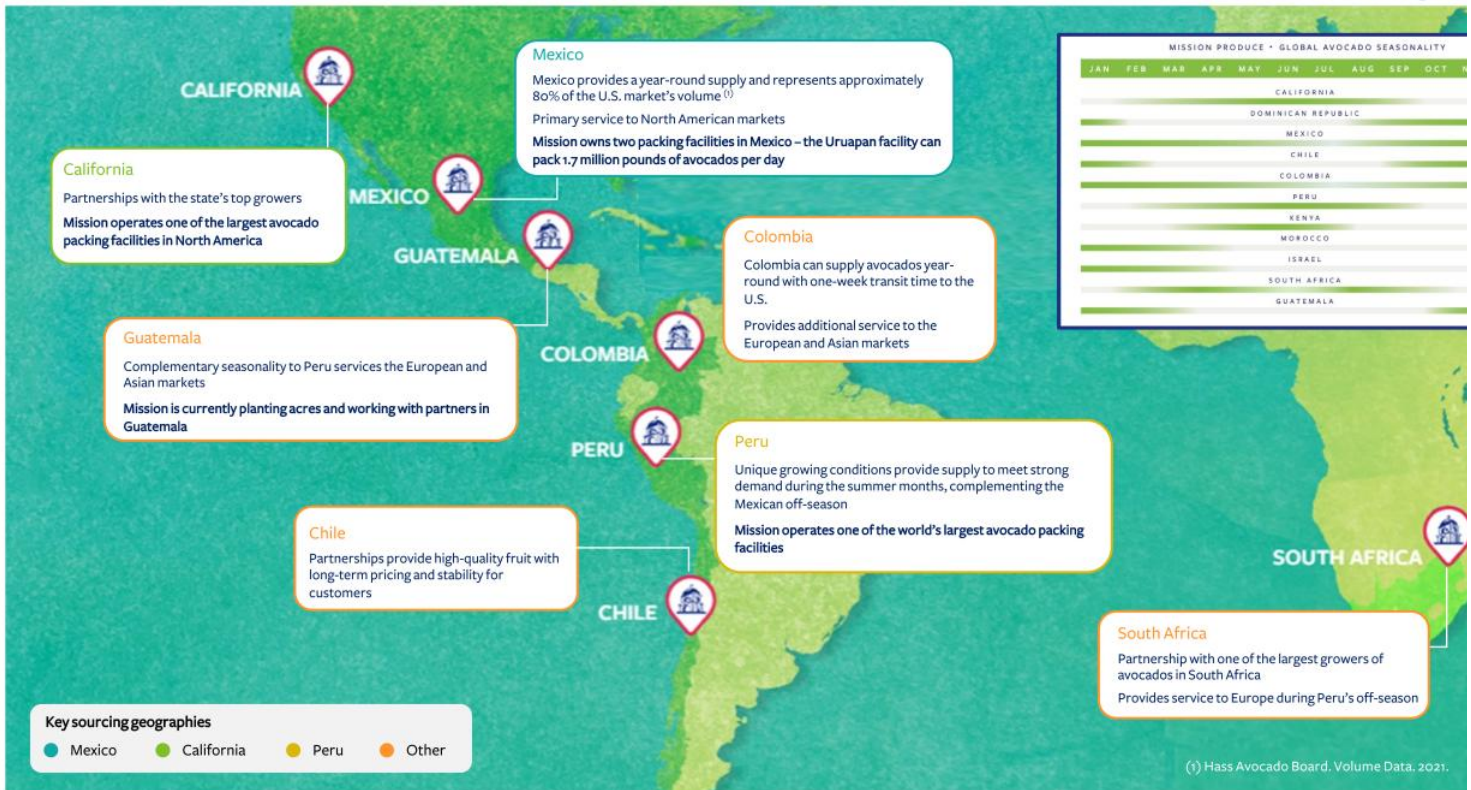 CALIFORNIA
California
Partnerships with the state's top growers
Mission operates one of the largest avocado
packing facilities in North America
Mexico
Mexico provides a year-round supply and represents approximately
80% of the U.S. market's volume (1)
Primary service to North American markets
Mission owns two packing facilities in Mexico – the Uruapan facility can
pack 1.7 million pounds of avocados per day
MEXICO
GUATEMALA
Guatemala
Complementary seasonality to Peru services the European and
Asian markets
Mission is currently planting acres and working with partners in
Guatemala
Colombia
Colombia can supply avocados year-
round with one-week transit time to the
U.S.
Provides additional service to the
European and Asian markets
COLOMBIA
PERU
Peru
Unique growing conditions provide supply to meet strong
demand during the summer months, complementing the
Mexican off-season
Mission operates one of the world's largest avocado packing
facilities
Chile
Partnerships provide high-quality fruit with
long-term pricing and stability for
customers
CHILE
MISSION PRODUCE • GLOBAL AVOCADO SEASONALITY
JAN FEB MAR APR MAY JUN JUL AUG SEP OCT N
CALIFORNIA
DOMINICAN REPUBLIC
MEXICO
CHILE
COLOMBIA
PERU
KENYA
MOROCCO
ISRAEL
SOUTH AFRICA
GUATEMALA
SOUTH AFRICA
South Africa
Partnership with one of the largest growers of
avocados in South Africa
Provides service to Europe during Peru's off-season
Key sourcing geographies
Mexico California Peru Other
(1) Hass Avocado Board. Volume Data. 2021.